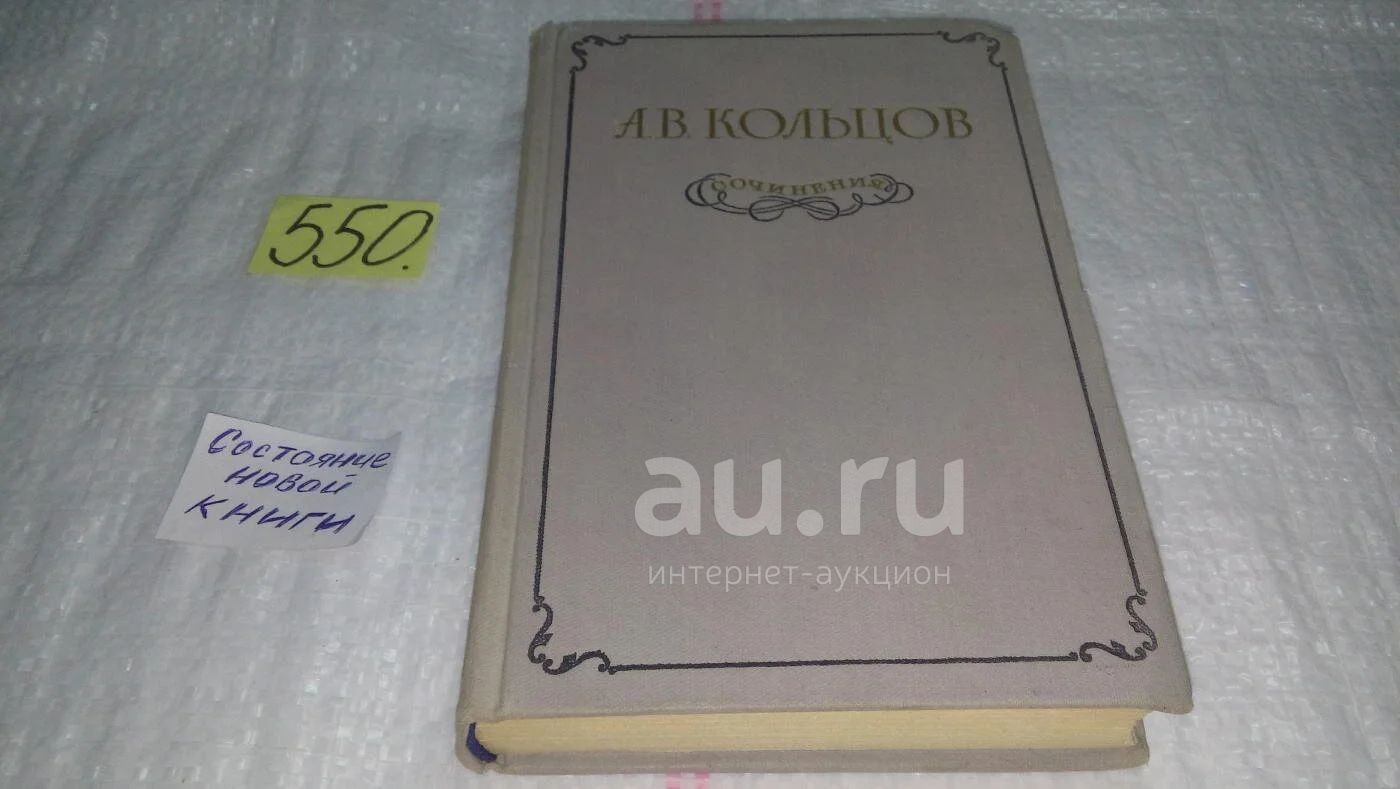 А.В. КОЛЬЦОВ
СОЧИНЕНИЯ
550.
Состояние
новой
книги
au.ru
интернет-аукцион